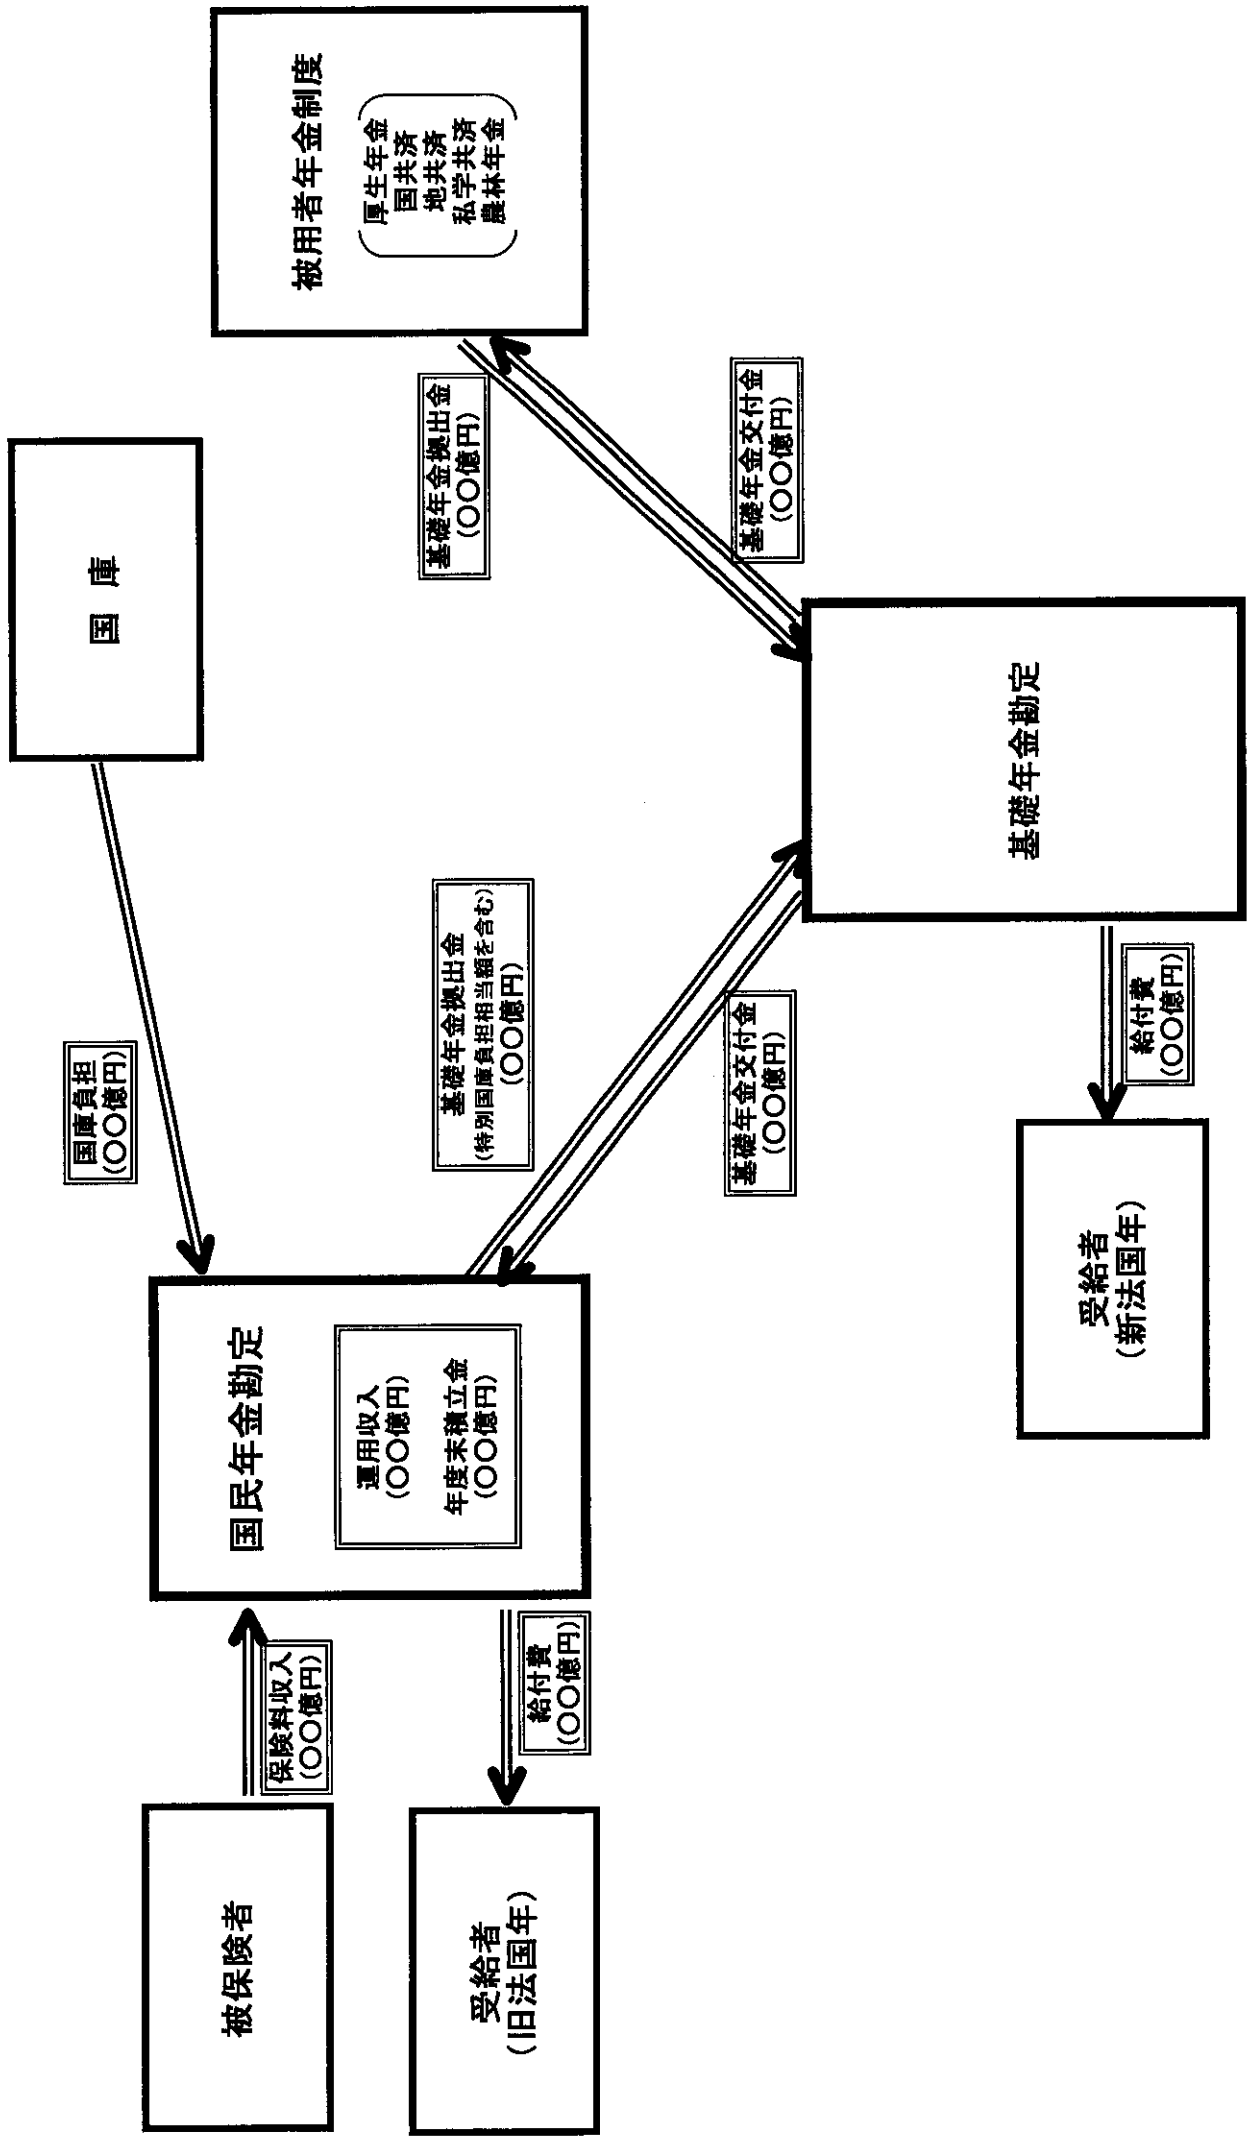 国 庫
国庫負担
(〇〇億円)
被保険者
保険料収入
(〇〇億円)
国民年金勘定
運用収入
(〇〇億円)
年度末積立金
(〇〇億円)
被用者年金制度
厚生年金
国共済
地共済
私学共済
農林年金
受給者
(旧法国年)
給付費
(〇〇億円)
基礎年金拠出金
(特別国庫負担相当額を含む)
(〇〇億円)
基礎年金拠出金
(〇〇億円)
基礎年金交付金
(〇〇億円)
基礎年金交付金
(〇〇億円)
受給者
(新法国年)
給付費
(〇〇億円)
基礎年金勘定